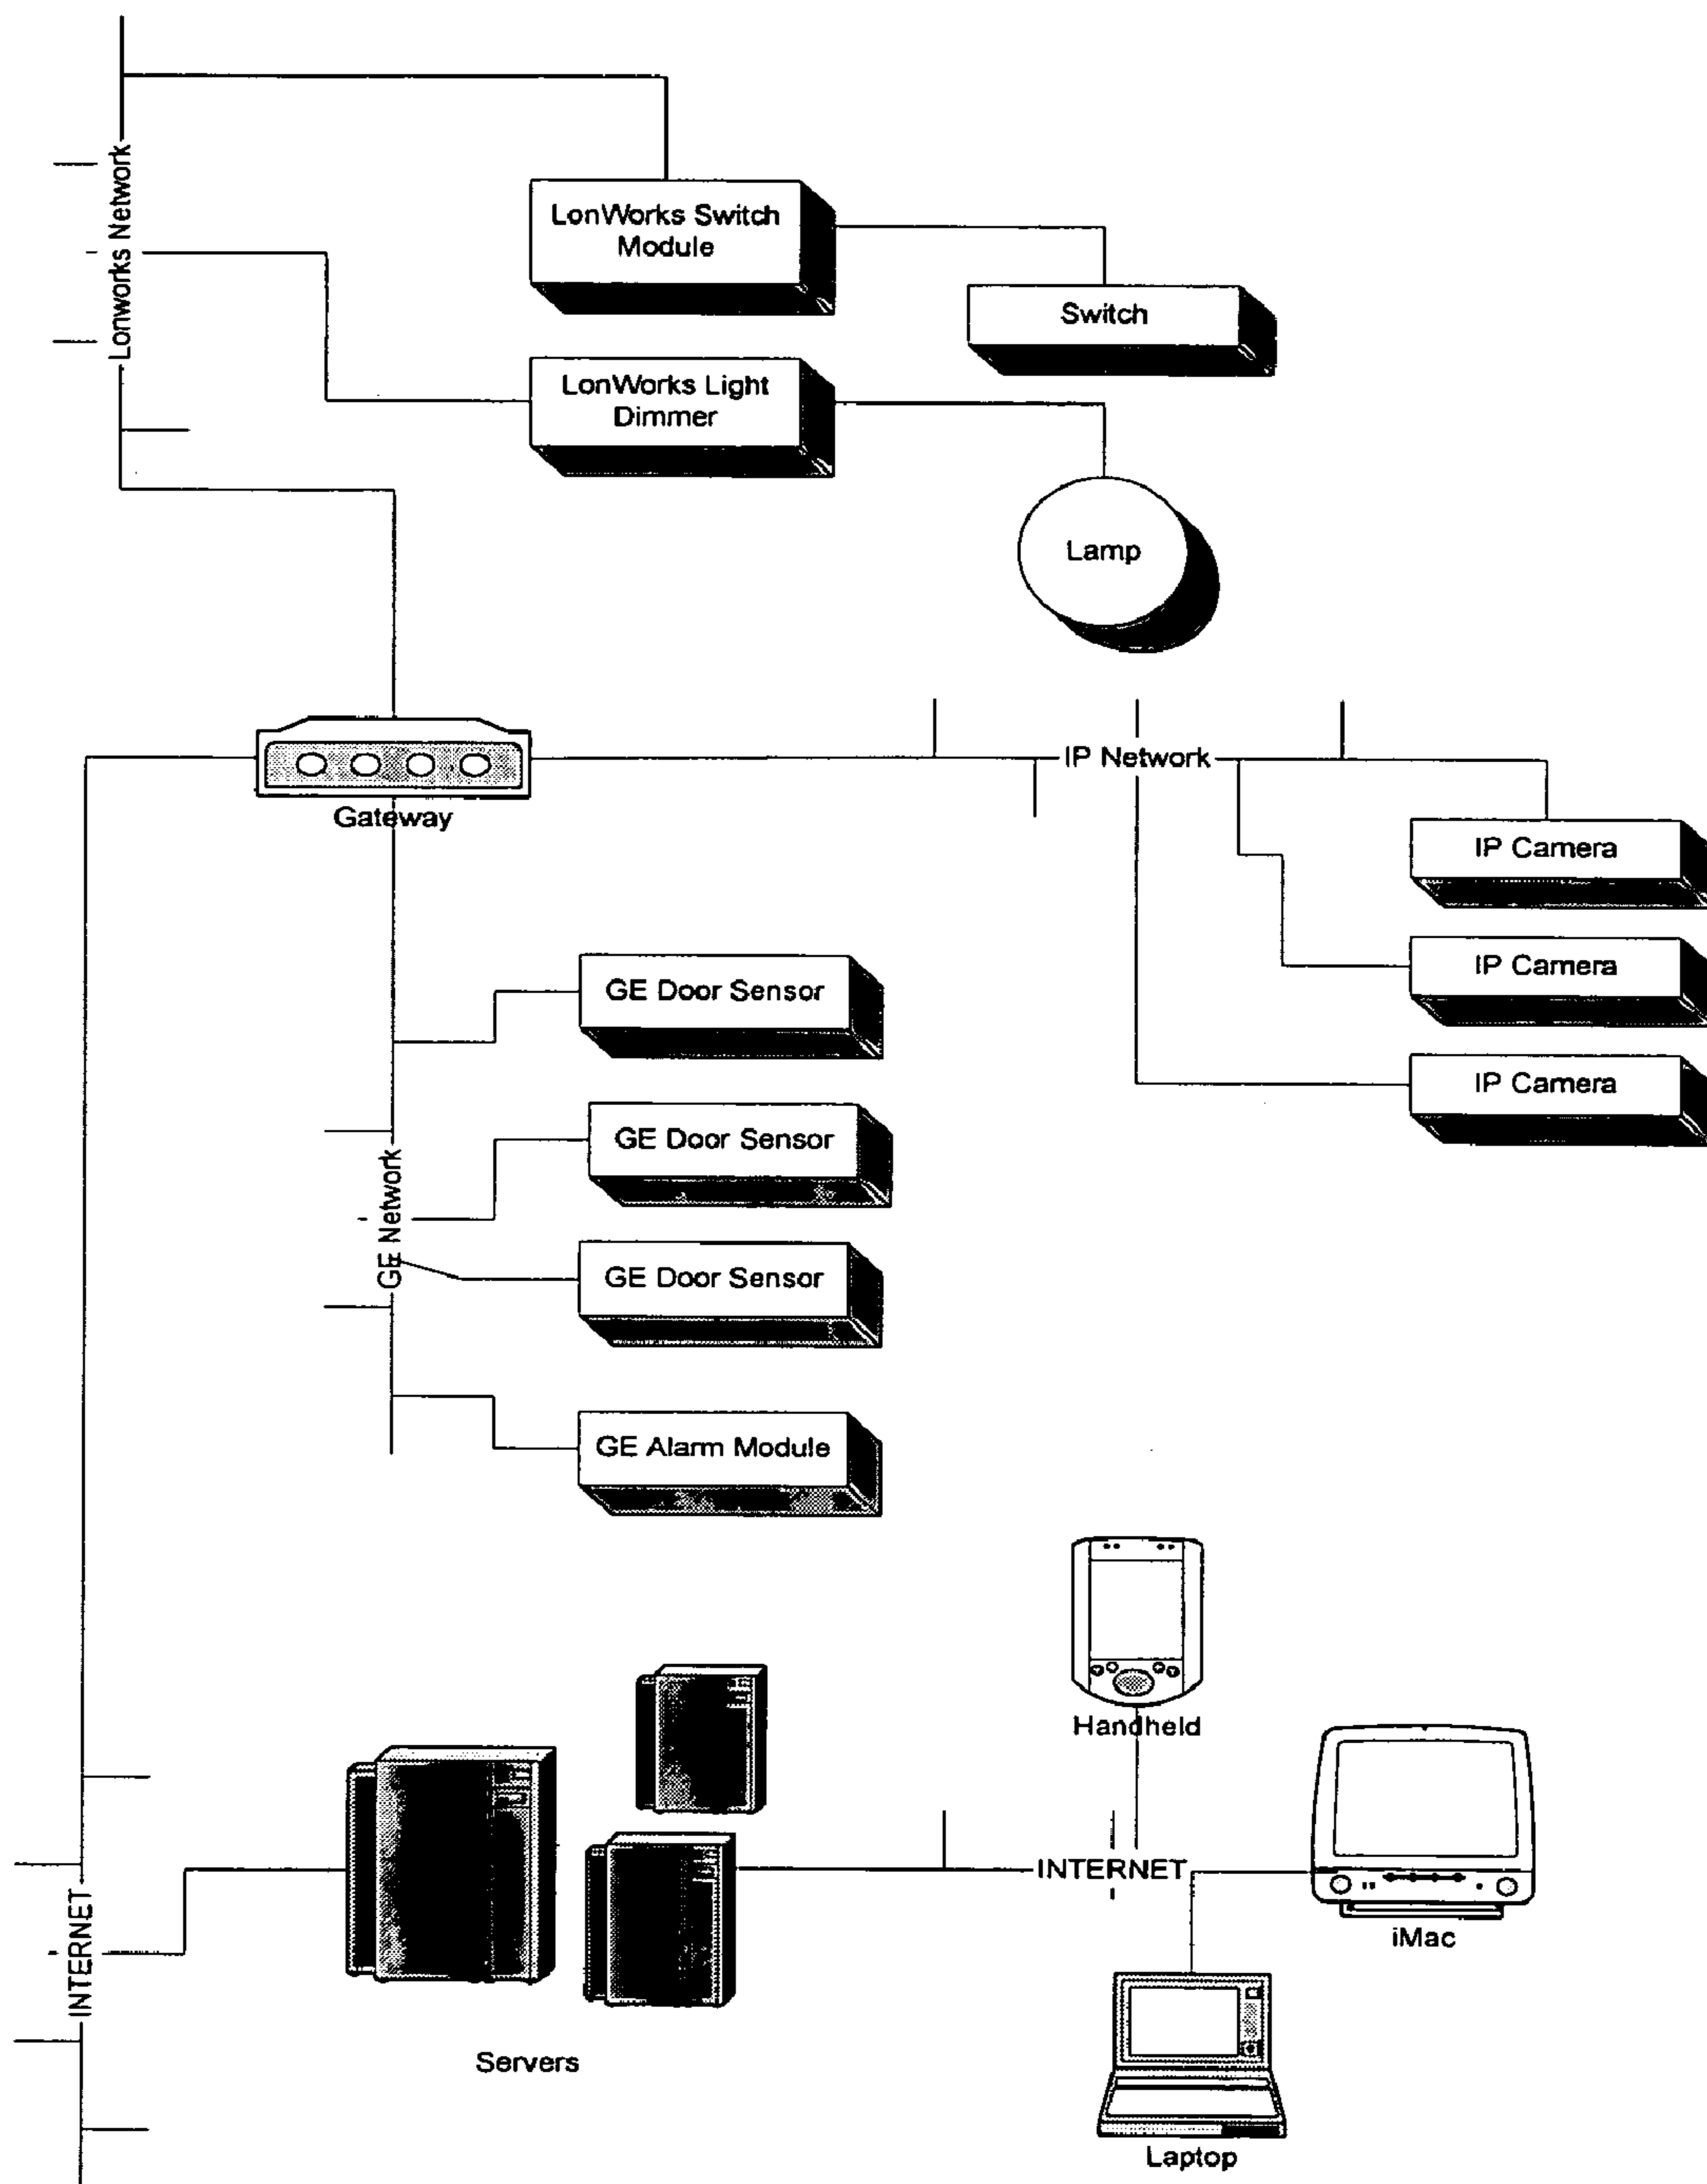 Lonworks Network
LonWorks Switch
Module
Switch
LonWorks Light
Dimmer
Lamp
Gateway
IP Network
IP Camera
IP Camera
IP Camera
GE Network
GE Door Sensor
GE Door Sensor
GE Door Sensor
GE Alarm Module
INTERNET
Servers
INTERNET
Handheld
iMac
Laptop